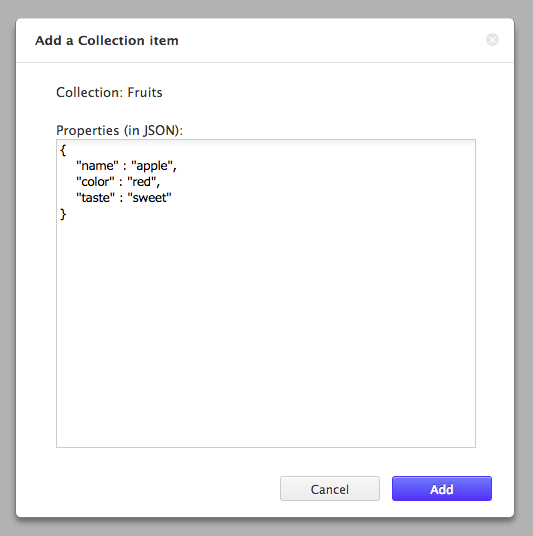 Add a Collection item
Collection: Fruits
Properties (in JSON):
{
    "name" : "apple",
    "color" : "red",
    "taste" : "sweet"
}
Cancel
Add